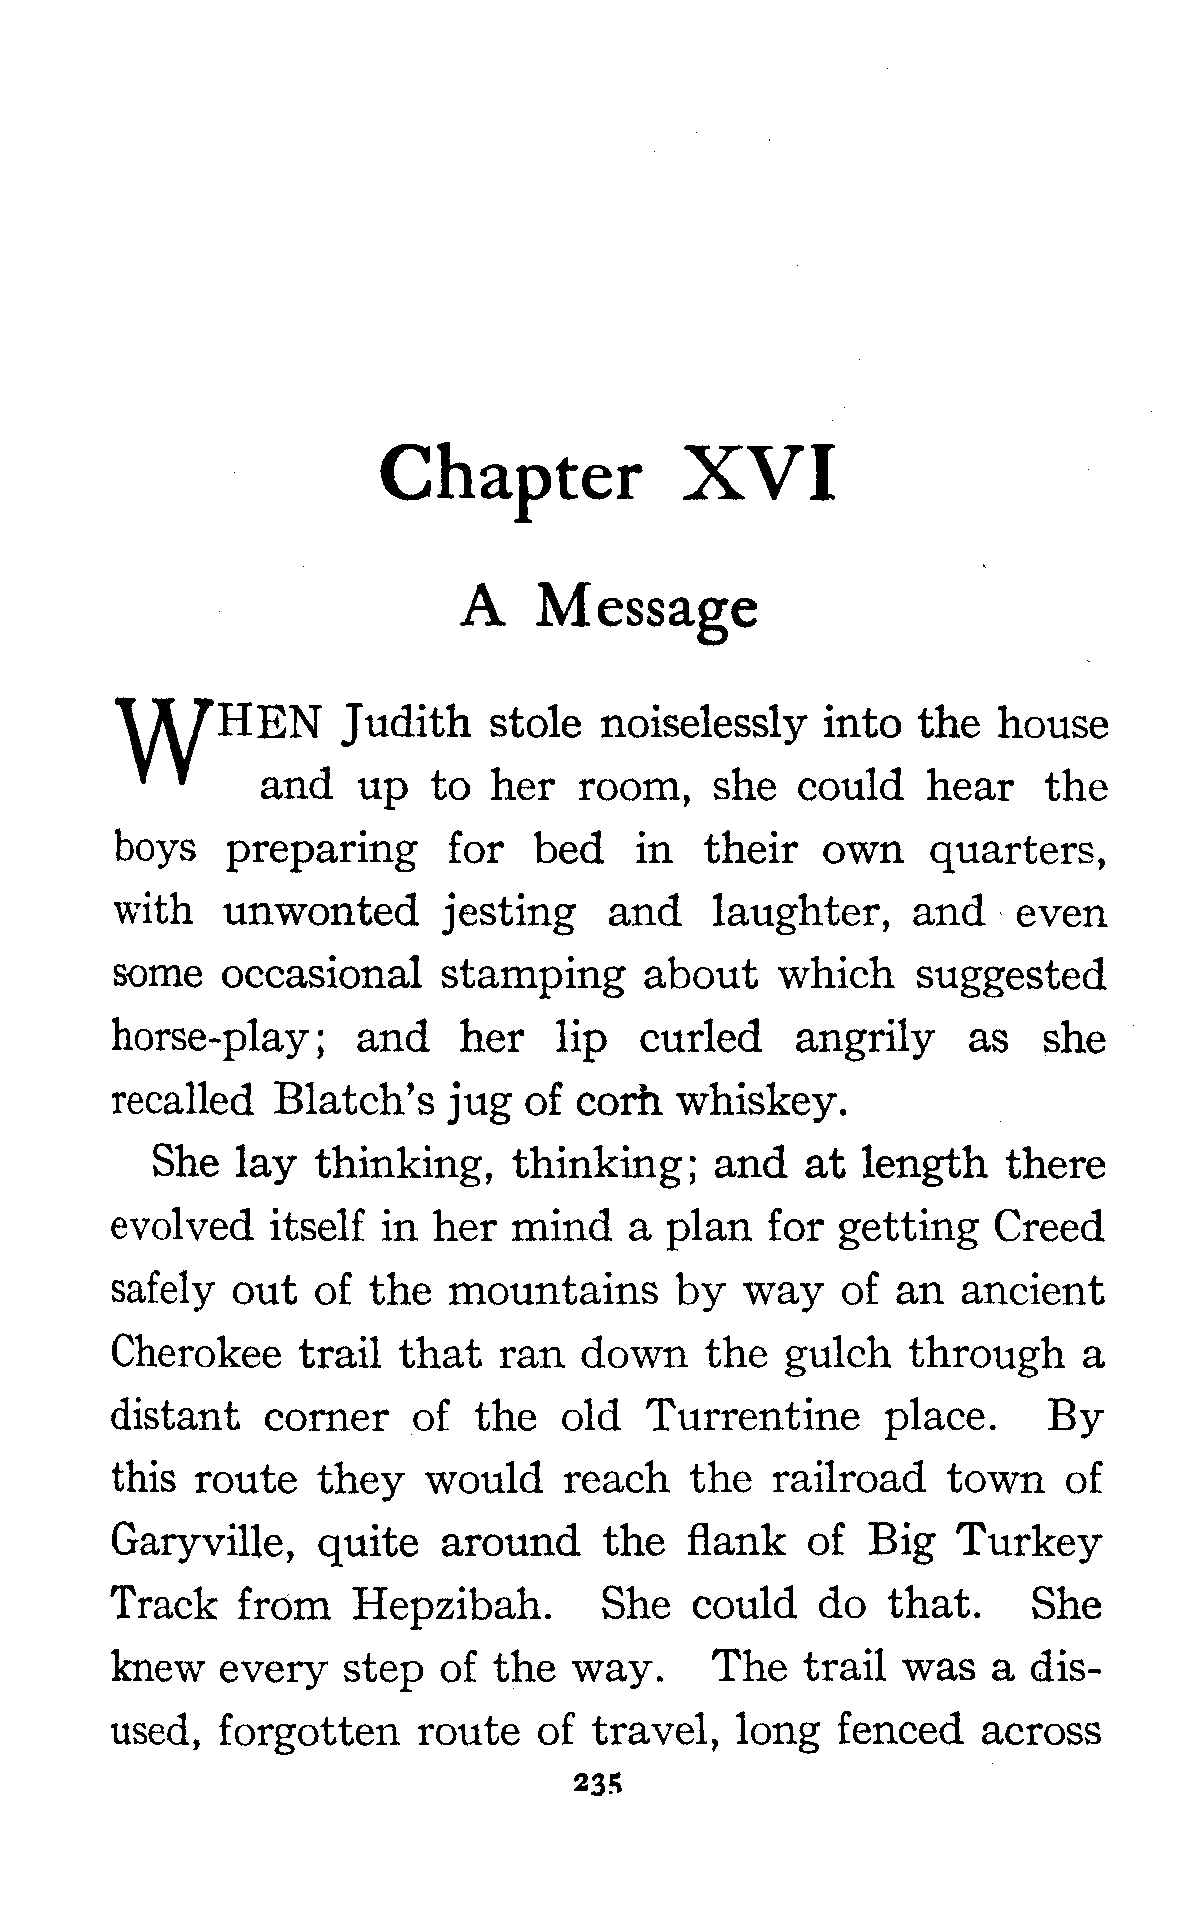 Chapter XVI
A Message
WHEN Judith stole noiselessly into the house
and up to her room, she could hear the
boys preparing for bed in their own quarters,
with unwonted jesting and laughter, and even
some occasional stamping about which suggested
horse-play; and her lip curled angrily as she
recalled Blatch's jug of corn whiskey.
She lay thinking, thinking; and at length there
evolved itself in her mind a plan for getting Creed
safely out of the mountains by way of an ancient
Cherokee trail that ran down the gulch through a
distant corner of the old Turrentine place. By
this route they would reach the railroad town of
Garyville, quite around the flank of Big Turkey
Track from Hepzibah. She could do that. She
knew every step of the way. The trail was a dis-
used, forgotten route of travel, long fenced across
235